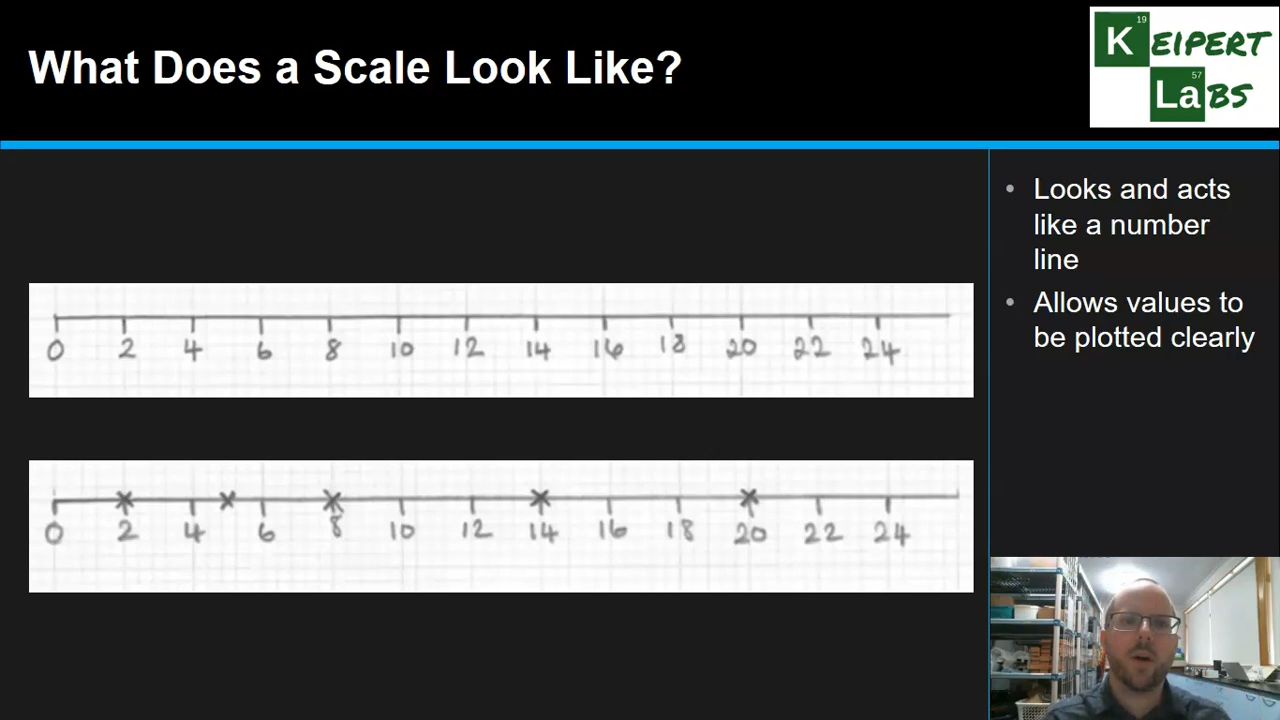 What Does a Scale Look Like?
19
K EIPERT
57
La BS
Looks and acts
like a number
line
Allows values to
be plotted clearly
0 2 4 6 8 10 12 14 16 18 20 22 24
0 2 4 6 8 10 12 14 16 18 20 22 24